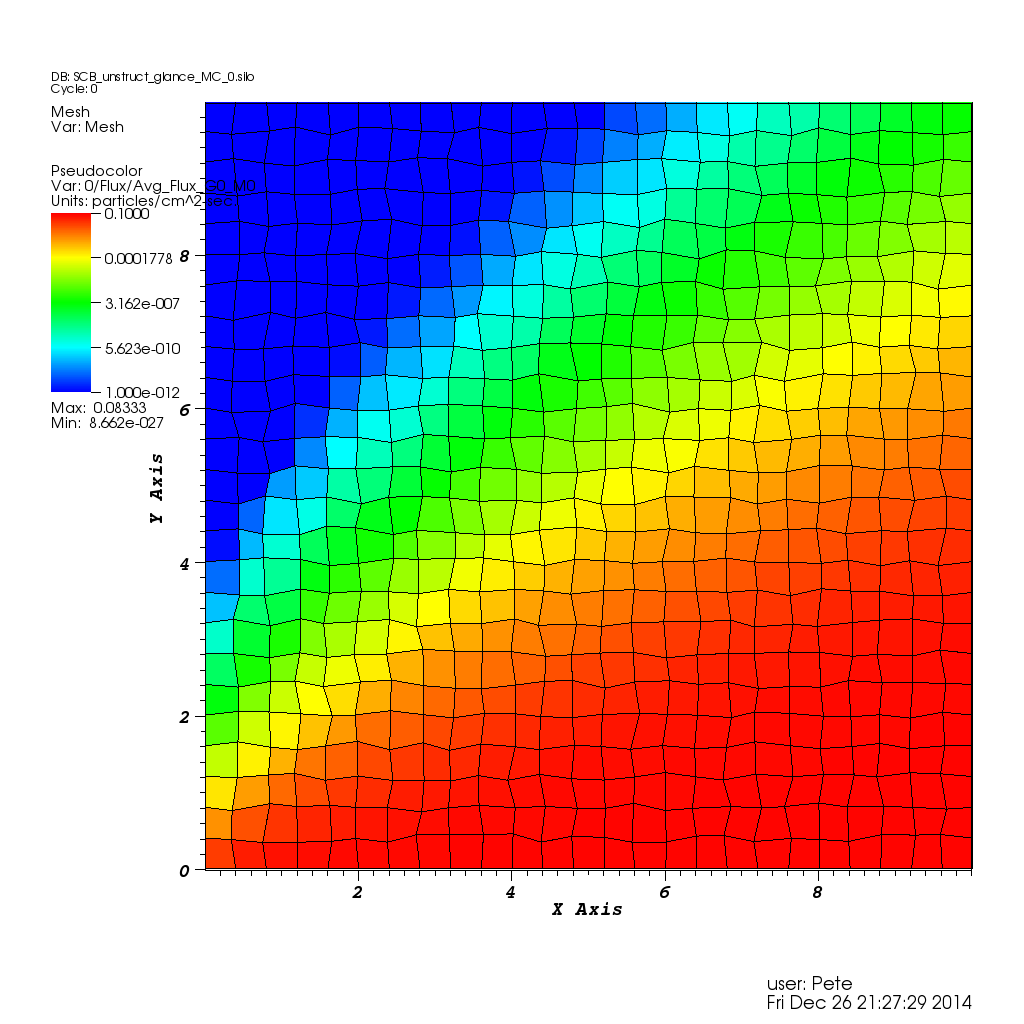 DB: SCB_unstruct_glance_MC_0.silo
Cycle: 0
Mesh
Var: Mesh
Pseudocolor
Var: 0/Flux/Avg_Flux_G0_M0
Units: particles/cm^2-sec
0.1000
0.0001778
3.162e-007
5.623e-010
1.000e-012
Max: 0.08333
Min: 8.662e-027
8
6
4
2
0
Y Axis
2 4 6 8
X Axis
user: Pete
Fri Dec 26 21:27:29 2014